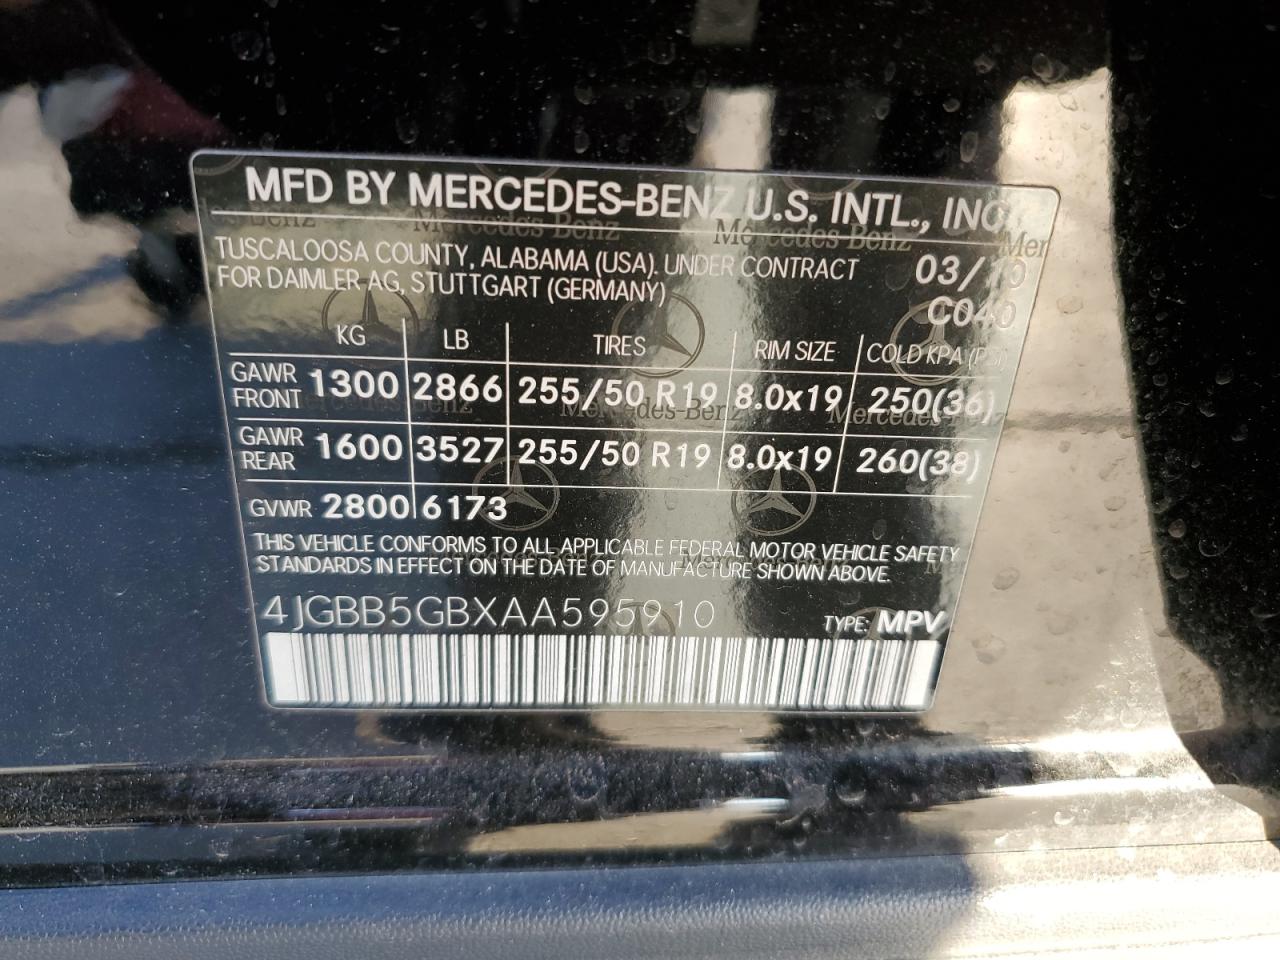 MFD BY MERCEDES-BENZ U.S. INTL., INC
TUSCALOOSA COUNTY, ALABAMA (USA). UNDER CONTRACT 03/10
FOR DAIMLER AG, STUTTGART (GERMANY) C040
KG LB TIRES RIM SIZE COLD KPA (PSI)
GAWR FRONT 1300 2866 255/50 R19 8.0x19 250(36)
GAWR REAR 1600 3527 255/50 R19 8.0x19 260(38)
GVWR 2800 6173
THIS VEHICLE CONFORMS TO ALL APPLICABLE FEDERAL MOTOR VEHICLE SAFETY
STANDARDS IN EFFECT ON THE DATE OF MANUFACTURE SHOWN ABOVE.
4JGBB5GBXAA595910 TYPE: MPV